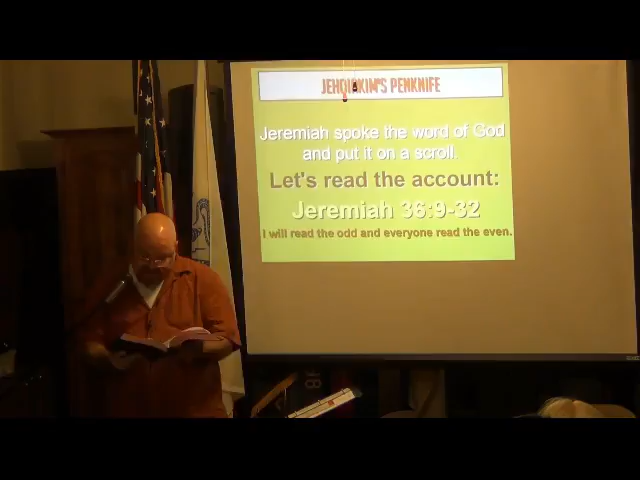 JEHOIAKIM'S PENKNIFE
Jeremiah spoke the word of God
and put it on a scroll.
Let's read the account:
Jeremiah 36:9-32
I will read the odd and everyone read the even.